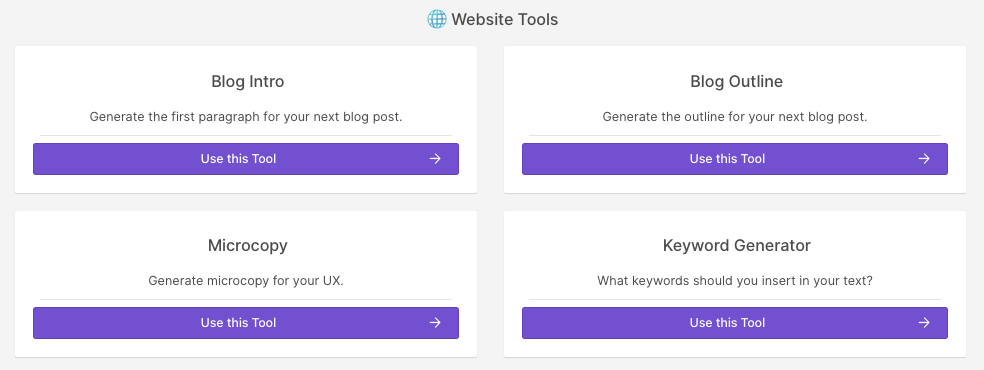 🌐 Website Tools
Blog Intro
Generate the first paragraph for your next blog post.
Use this Tool →
Blog Outline
Generate the outline for your next blog post.
Use this Tool →
Microcopy
Generate microcopy for your UX.
Use this Tool →
Keyword Generator
What keywords should you insert in your text?
Use this Tool →